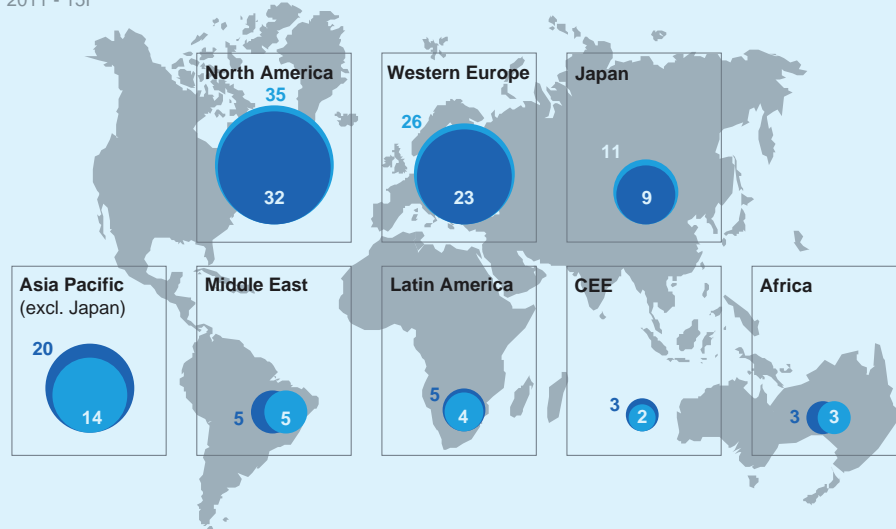 North America
35
32
Western Europe
26
23
Japan
11
9
Asia Pacific
(excl. Japan)
20
14
Middle East
5
5
Latin America
5
4
CEE
3
2
Africa
3
3